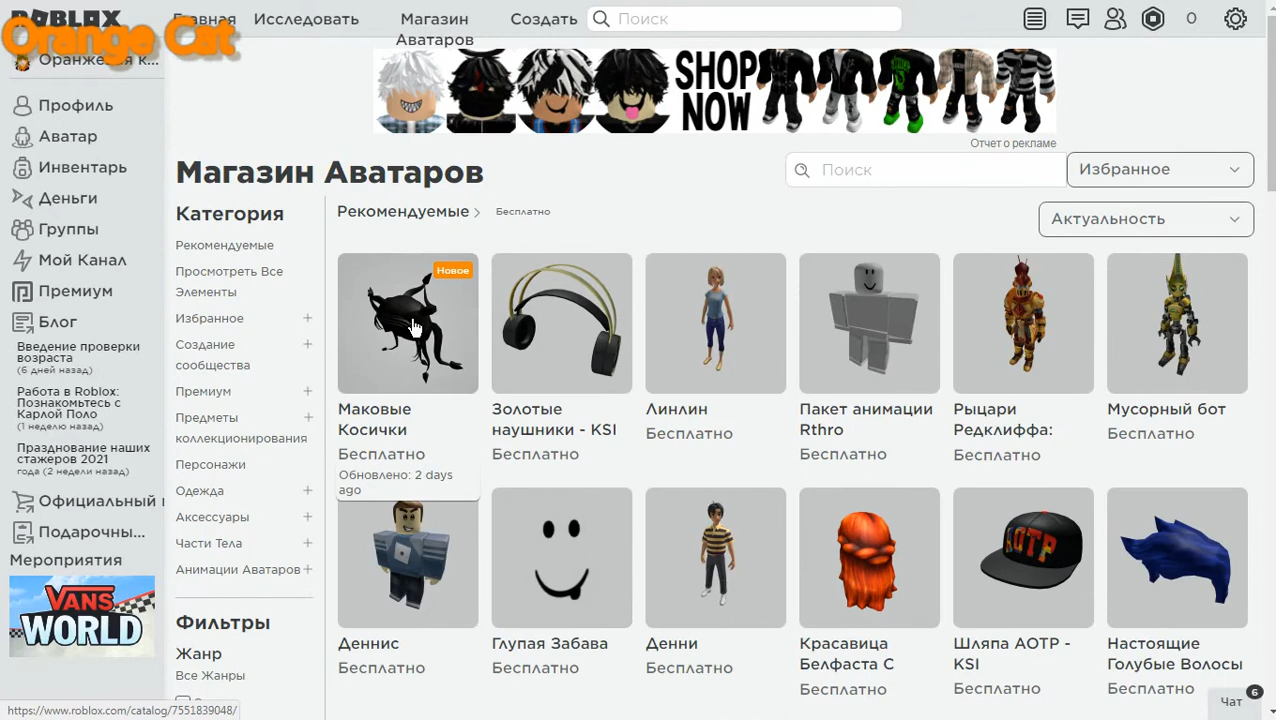 ROBLOX
Главная
Исследовать
Магазин
Аватаров
Создать
Поиск
0
Orange Cat
Оранжевая к...
Профиль
Аватар
Инвентарь
Деньги
Группы
Мой Канал
Премиум
Блог
Введение проверки
возраста
(6 дней назад)
Работа в Roblox:
Познакомьтесь с
Карлой Поло
(1 неделю назад)
Празднование наших
стажеров 2021
года (2 недели назад)
Официальный
Подарочны...
Мероприятия
VANS
WORLD
SHOP
NOW
Отчет о рекламе
Магазин Аватаров
Поиск
Избранное
Категория
Рекомендуемые
Просмотреть Все
Элементы
Избранное
Создание
сообщества
Премиум
Предметы
коллекционирования
Персонажи
Одежда
Аксессуары
Части Тела
Анимации Аватаров
Фильтры
Жанр
Все Жанры
Рекомендуемые
Бесплатно
Актуальность
Новое
Маковые
Косички
Бесплатно
Обновлено: 2 days
ago
Золотые
наушники - KSI
Бесплатно
Линлин
Бесплатно
Пакет анимации
Rthro
Бесплатно
Рыцари
Редклиффа:
Бесплатно
Мусорный бот
Бесплатно
Деннис
Бесплатно
Глупая Забава
Бесплатно
Денни
Бесплатно
Красавица
Белфаста С
Бесплатно
AOTP
Шляпа АОТР -
KSI
Бесплатно
Настоящие
Голубые Волосы
Бесплатно
Чат
6
https://www.roblox.com/catalog/7551839048/